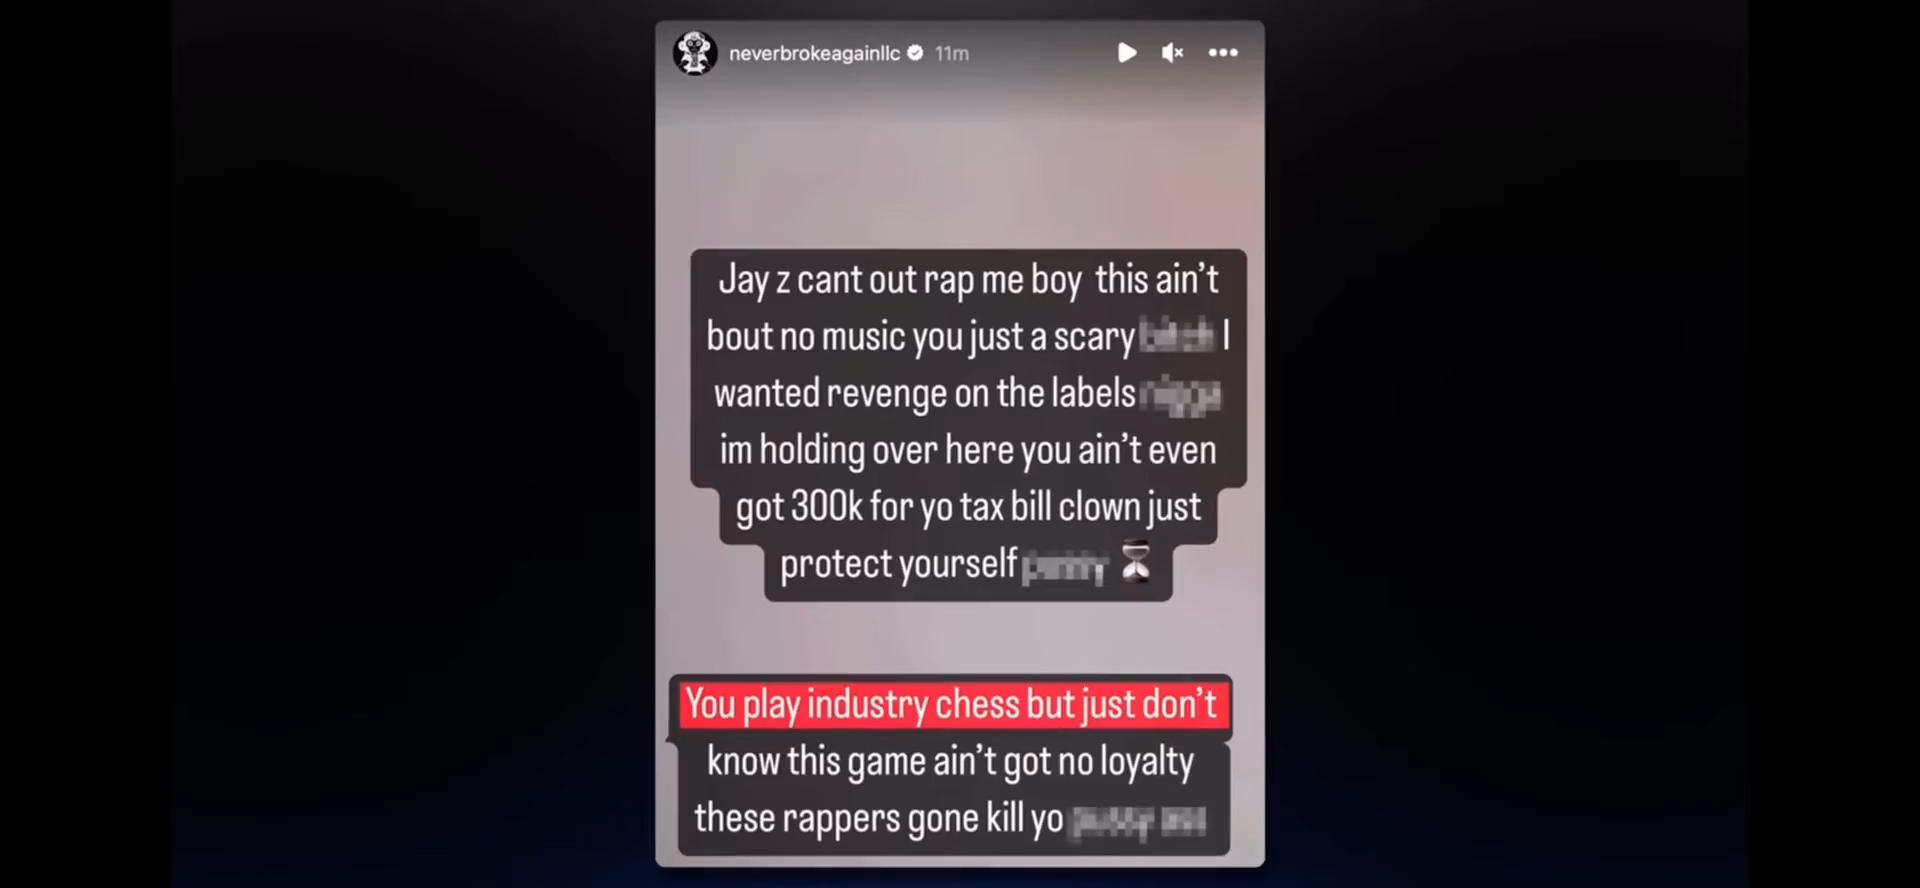 neverbrokeagainllc 11m
Jay z cant out rap me boy this ain't
bout no music you just a scary I
wanted revenge on the labels
im holding over here you ain't even
got 300k for yo tax bill clown just
protect yourself ⏳
You play industry chess but just don't
know this game ain't got no loyalty
these rappers gone kill yo